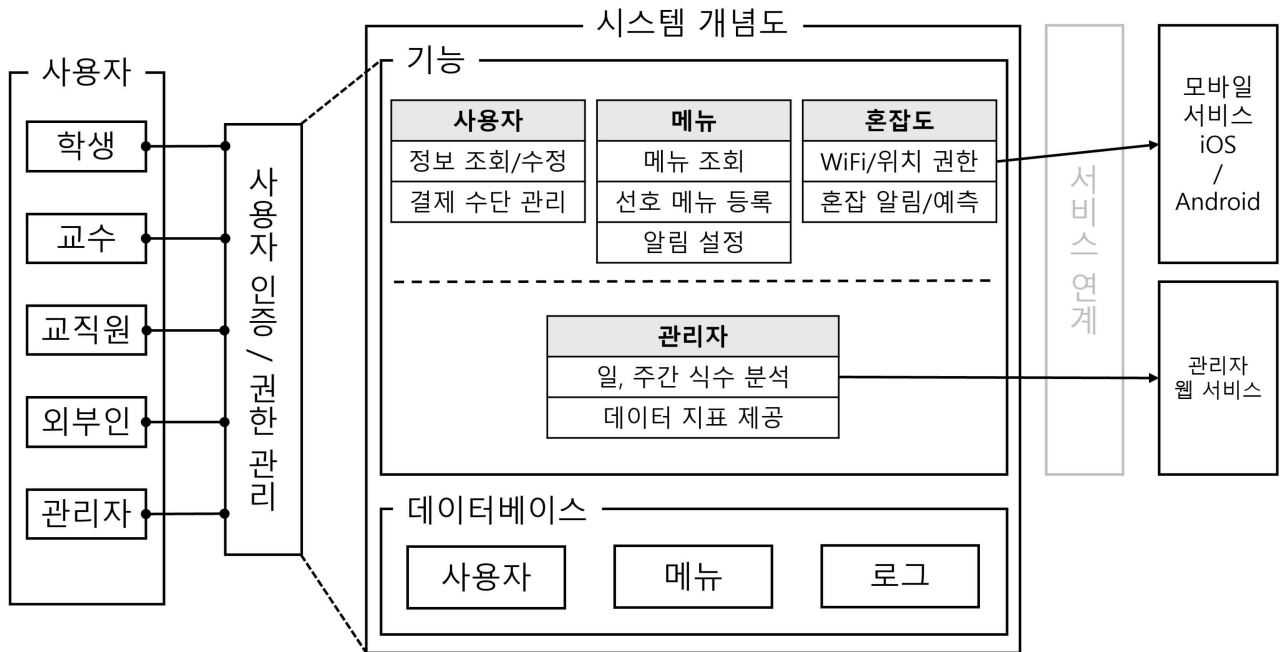 시스템 개념도
사용자
학생
교수
교직원
외부인
관리자
사용자 인증 / 권한 관리
기능
사용자
정보 조회/수정
결제 수단 관리
메뉴
메뉴 조회
선호 메뉴 등록
알림 설정
혼잡도
WiFi/위치 권한
혼잡 알림/예측
관리자
일, 주간 식수 분석
데이터 지표 제공
데이터베이스
사용자
메뉴
로그
서비스 연계
모바일
서비스
iOS
/
Android
관리자
웹 서비스